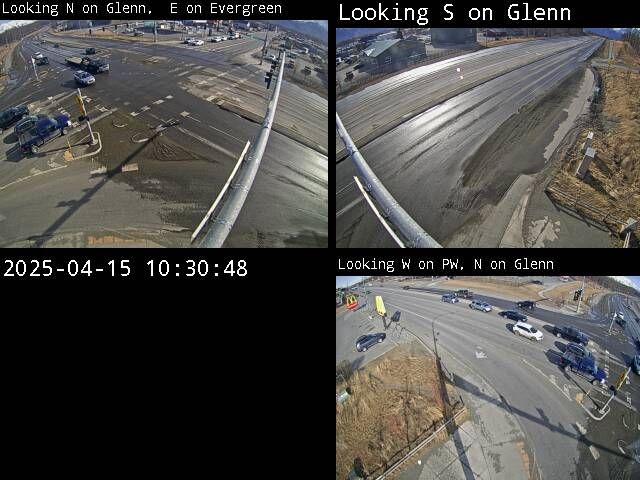 Looking N on Glenn,  E on Evergreen
Looking S on Glenn
2025-04-15 10:30:48
Looking W on PW, N on Glenn